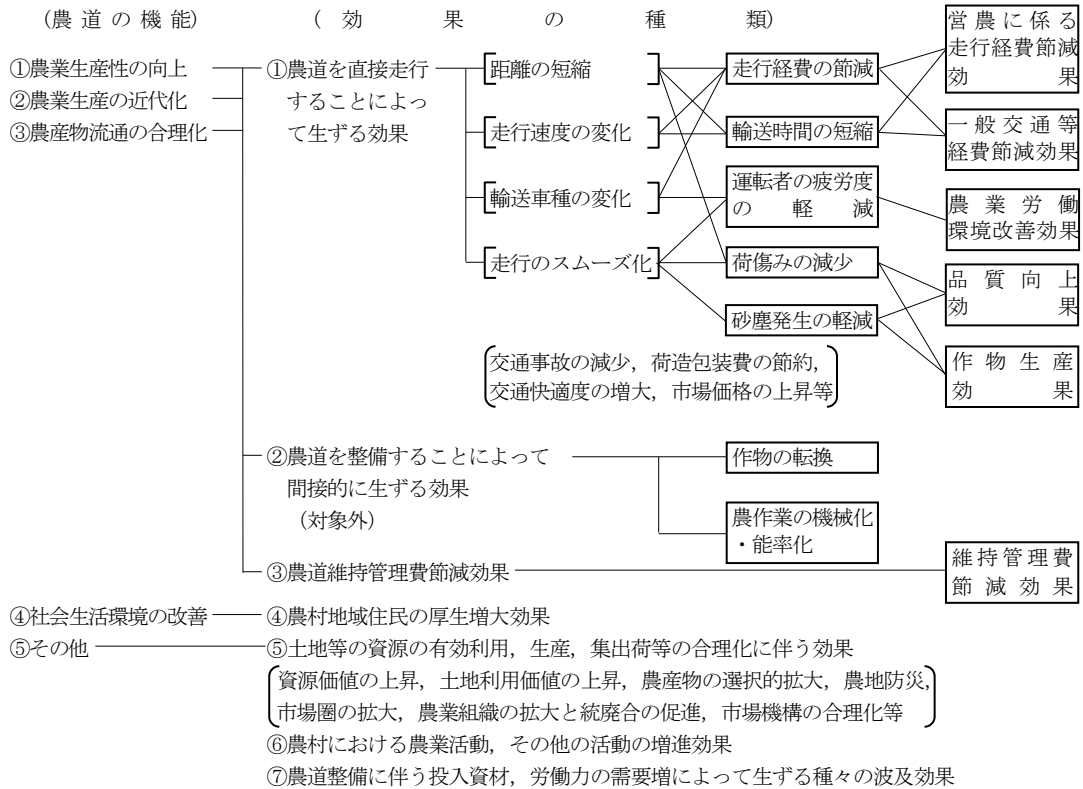 (農道の機能)
(効果の種類)
①農業生産性の向上
②農業生産の近代化
③農産物流通の合理化
①農道を直接走行
することによっ
て生ずる効果
距離の短縮
走行速度の変化
輸送車種の変化
走行のスムーズ化
走行経費の節減
輸送時間の短縮
運転者の疲労度
の軽減
荷傷みの減少
砂塵発生の軽減
営農に係る
走行経費節減
効果
一般交通等
経費節減効果
農業労働
環境改善効果
品質向上
効果
作物生産
効果
交通事故の減少，荷造包装費の節約，
交通快適度の増大，市場価格の上昇等
②農道を整備することによって
間接的に生ずる効果
（対象外）
作物の転換
農作業の機械化
・能率化
③農道維持管理費節減効果
維持管理費
節減効果
④社会生活環境の改善
④農村地域住民の厚生増大効果
⑤その他
⑤土地等の資源の有効利用，生産，集出荷等の合理化に伴う効果
資源価値の上昇，土地利用価値の上昇，農産物の選択的拡大，農地防災，
市場圏の拡大，農業組織の拡大と統廃合の促進，市場機構の合理化等
⑥農村における農業活動，その他の活動の増進効果
⑦農道整備に伴う投入資材，労働力の需要増によって生ずる種々の波及効果